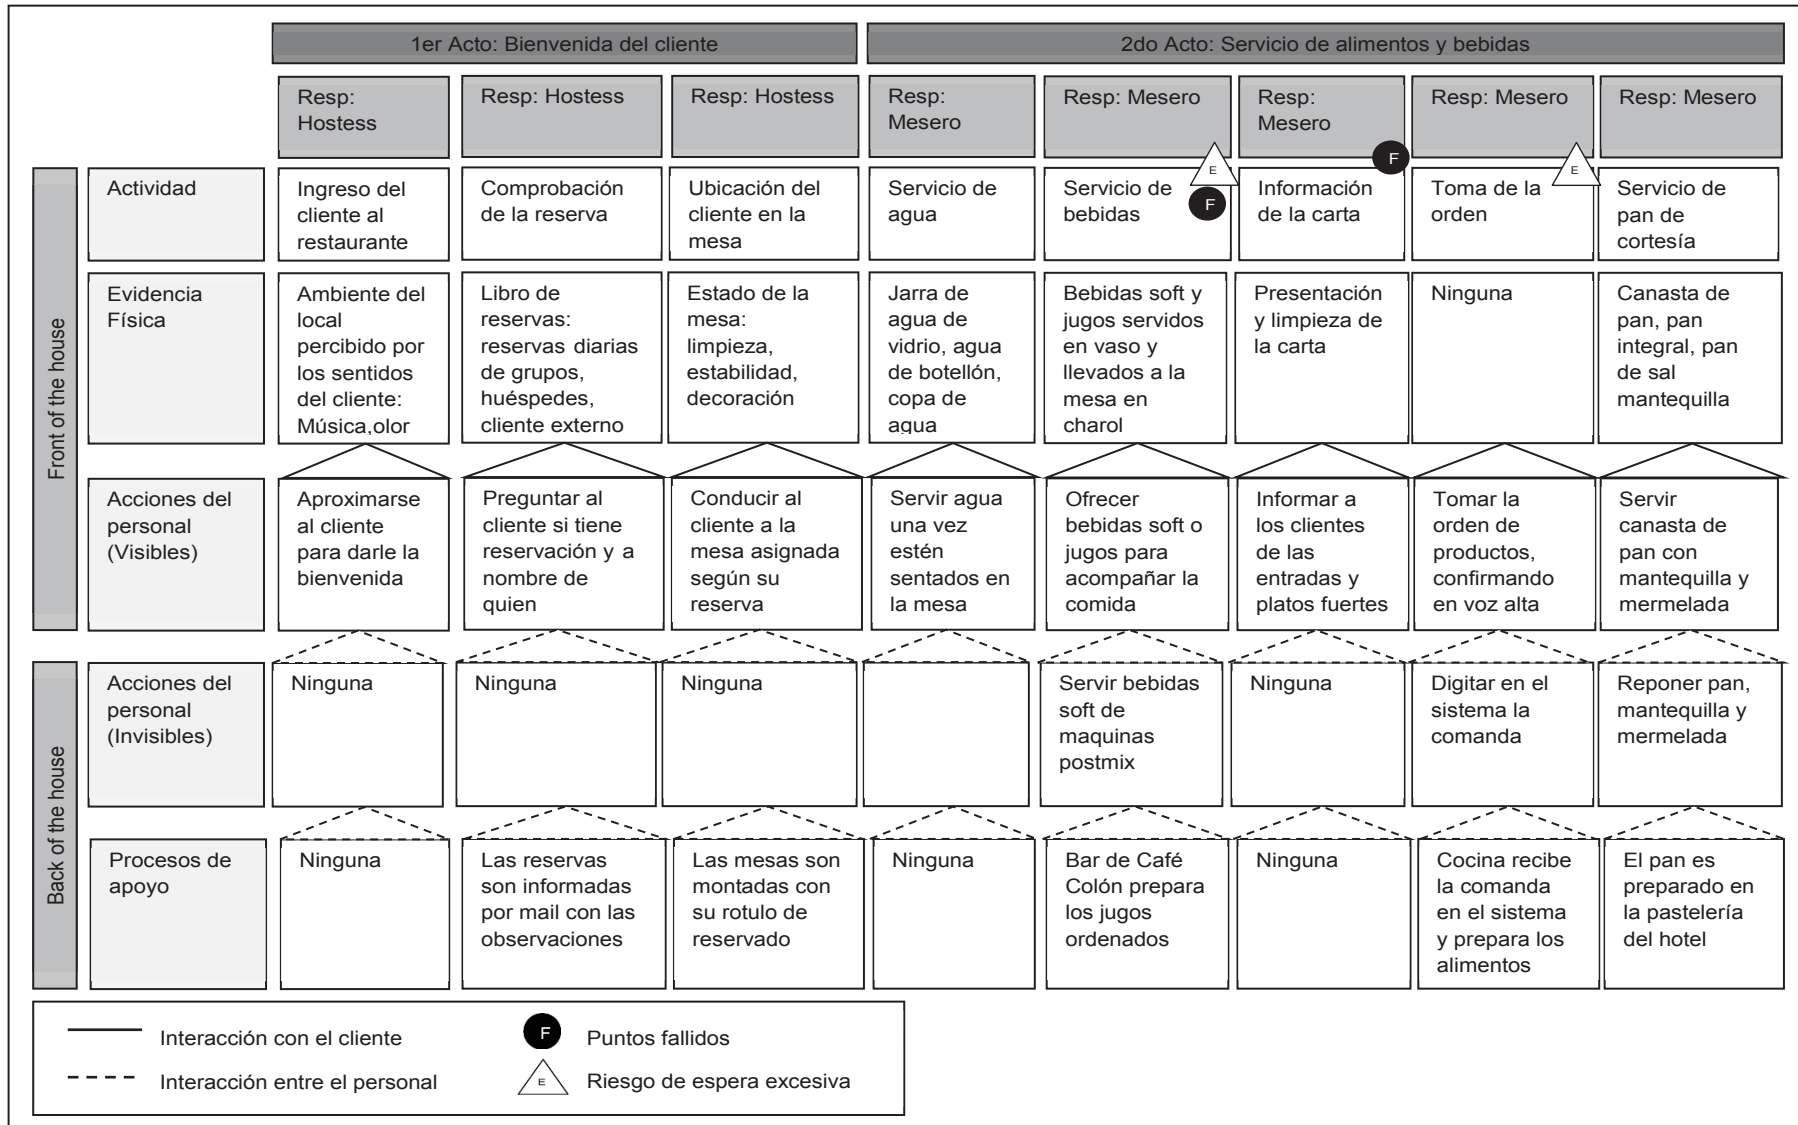 1er Acto: Bienvenida del cliente
2do Acto: Servicio de alimentos y bebidas
Resp:
Hostess
Resp: Hostess
Resp: Hostess
Resp:
Mesero
Resp: Mesero
Resp:
Mesero
Resp: Mesero
Resp: Mesero
E
F
F
E
Front of the house
Actividad
Ingreso del
cliente al
restaurante
Comprobación
de la reserva
Ubicación del
cliente en la
mesa
Servicio de
agua
Servicio de
bebidas
Información
de la carta
Toma de la
orden
Servicio de
pan de
cortesía
Evidencia
Física
Ambiente del
local
percibido por
los sentidos
del cliente:
Música,olor
Libro de
reservas:
reservas diarias
de grupos,
huéspedes,
cliente externo
Estado de la
mesa:
limpieza,
estabilidad,
decoración
Jarra de
agua de
vidrio, agua
de botellón,
copa de
agua
Bebidas soft y
jugos servidos
en vaso y
llevados a la
mesa en
charol
Presentación
y limpieza de
la carta
Ninguna
Canasta de
pan, pan
integral, pan
de sal
mantequilla
Acciones del
personal
(Visibles)
Aproximarse
al cliente
para darle la
bienvenida
Preguntar al
cliente si tiene
reservación y a
nombre de
quien
Conducir al
cliente a la
mesa asignada
según su
reserva
Servir agua
una vez
estén
sentados en
la mesa
Ofrecer
bebidas soft o
jugos para
acompañar la
comida
Informar a
los clientes
de las
entradas y
platos fuertes
Tomar la
orden de
productos,
confirmando
en voz alta
Servir
canasta de
pan con
mantequilla y
mermelada
Back of the house
Acciones del
personal
(Invisibles)
Ninguna
Ninguna
Ninguna
Servir bebidas
soft de
maquinas
postmix
Ninguna
Digitar en el
sistema la
comanda
Reponer pan,
mantequilla y
mermelada
Procesos de
apoyo
Ninguna
Las reservas
son informadas
por mail con las
observaciones
Las mesas son
montadas con
su rotulo de
reservado
Ninguna
Bar de Café
Colón prepara
los jugos
ordenados
Ninguna
Cocina recibe
la comanda
en el sistema
y prepara los
alimentos
El pan es
preparado en
la pastelería
del hotel
Interacción con el cliente
F
Puntos fallidos
Interacción entre el personal
E
Riesgo de espera excesiva